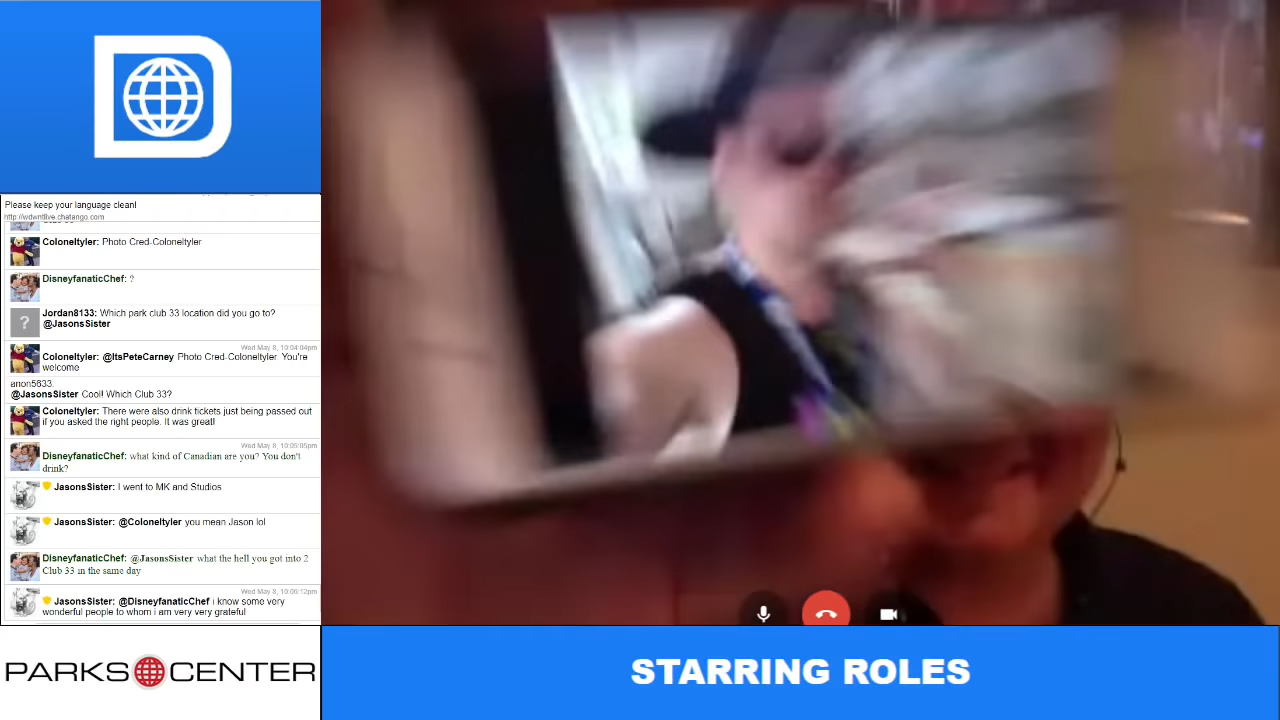 Please keep your language clean!
http://wdwntlive.chatango.com
Coloneltyler: Photo Cred-Coloneltyler
DisneyfanaticChef: ?
Jordan8133: Which park club 33 location did you go to?
@JasonsSister
Wed May 8, 10:04:04pm
Coloneltyler: @ItsPeteCarney Photo Cred-Coloneltyler. You're
welcome
anon5633:
@JasonsSister Cool! Which Club 33?
Coloneltyler: There were also drink tickets just being passed out
if you asked the right people. It was great!
Wed May 8, 10:05:05pm
DisneyfanaticChef: what kind of Canadian are you? You don't
drink?
JasonsSister: I went to MK and Studios
JasonsSister: @Coloneltyler you mean Jason lol
DisneyfanaticChef: @JasonsSister what the hell you got into 2
Club 33 in the same day
Wed May 8, 10:06:12pm
JasonsSister: @DisneyfanaticChef i know some very
wonderful people to whom i am very very grateful
PARKS CENTER
STARRING ROLES